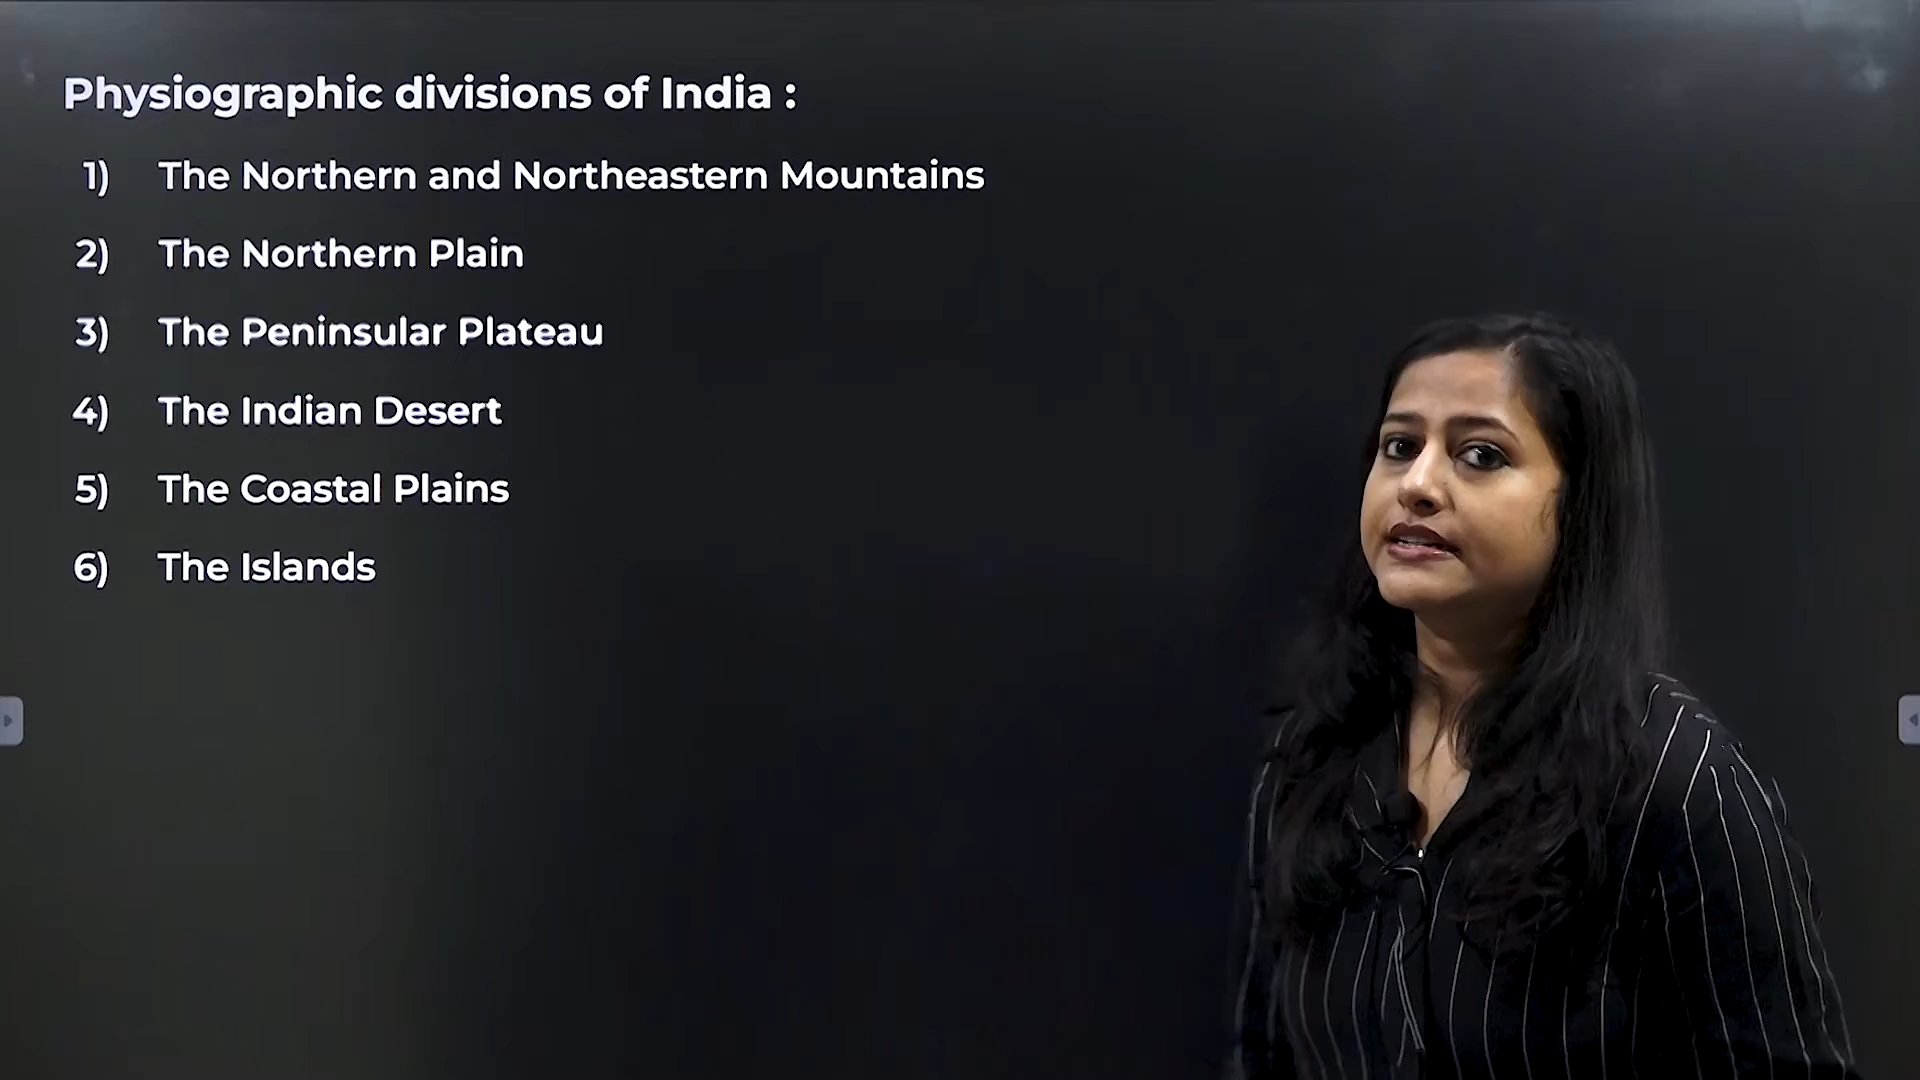 Physiographic divisions of India :
1) The Northern and Northeastern Mountains
2) The Northern Plain
3) The Peninsular Plateau
4) The Indian Desert
5) The Coastal Plains
6) The Islands